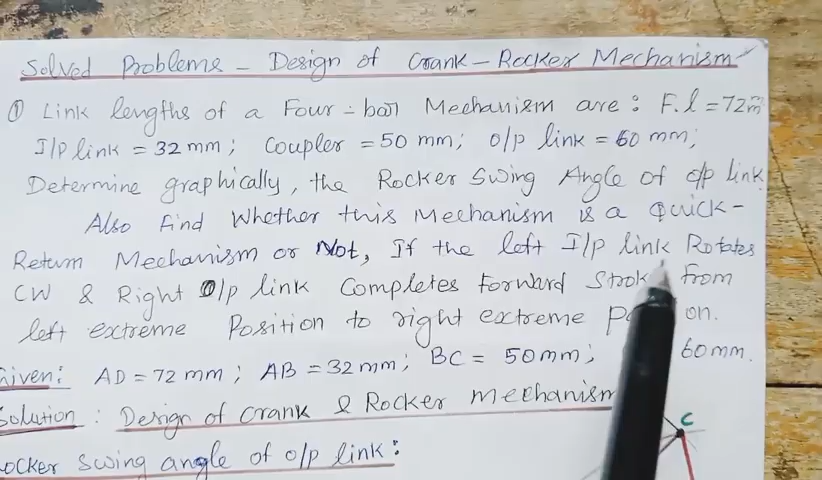 Solved Problems - Design of Crank - Rocker Mechanism
① Link lengths of a Four-bar Mechanism are: F.l = 72mm
I/P link = 32 mm; Coupler = 50 mm; O/P link = 60 mm;
Determine graphically, the Rocker Swing Angle of o/p link
Also Find Whether this Mechanism is a Quick-
Return Mechanism or Not, If the left I/P link Rotates
CW & Right O/p link Completes Forward Stroke from
left extreme Position to right extreme on.
Given: AD = 72 mm; AB = 32 mm; BC = 50mm; 60mm.
Solution: Design of Crank & Rocker Mechanism
ocker Swing angle of o/p link:
C